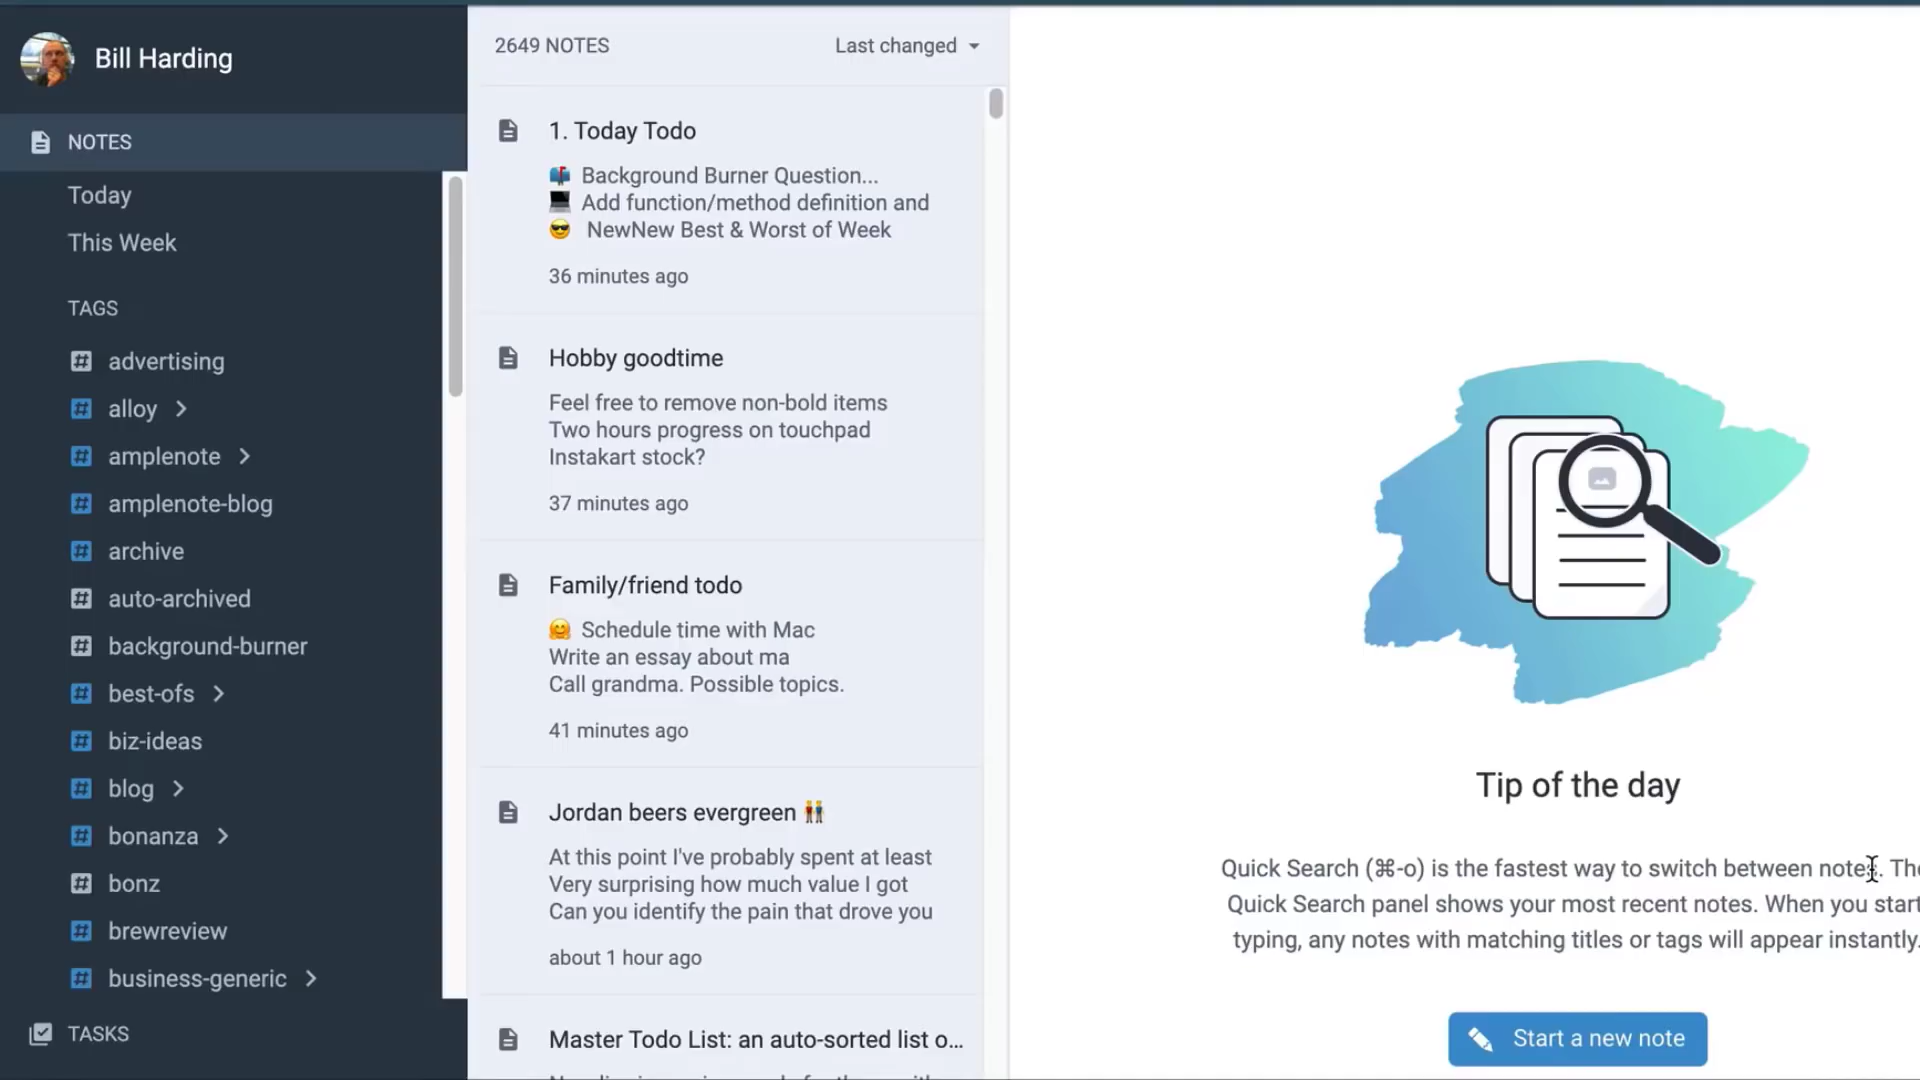 Bill Harding
NOTES
Today
This Week
TAGS
advertising
alloy
amplenote
amplenote-blog
archive
auto-archived
background-burner
best-ofs
biz-ideas
blog
bonanza
bonz
brewreview
business-generic
TASKS
2649 NOTES
Last changed
1. Today Todo
📫 Background Burner Question...
💻 Add function/method definition and
😎 NewNew Best & Worst of Week
36 minutes ago
Hobby goodtime
Feel free to remove non-bold items
Two hours progress on touchpad
Instakart stock?
37 minutes ago
Family/friend todo
🤗 Schedule time with Mac
Write an essay about ma
Call grandma. Possible topics.
41 minutes ago
Jordan beers evergreen 👬
At this point I've probably spent at least
Very surprising how much value I got
Can you identify the pain that drove you
about 1 hour ago
Master Todo List: an auto-sorted list o...
Tip of the day
Quick Search (⌘-o) is the fastest way to switch between notes. The
Quick Search panel shows your most recent notes. When you start
typing, any notes with matching titles or tags will appear instantly.
Start a new note